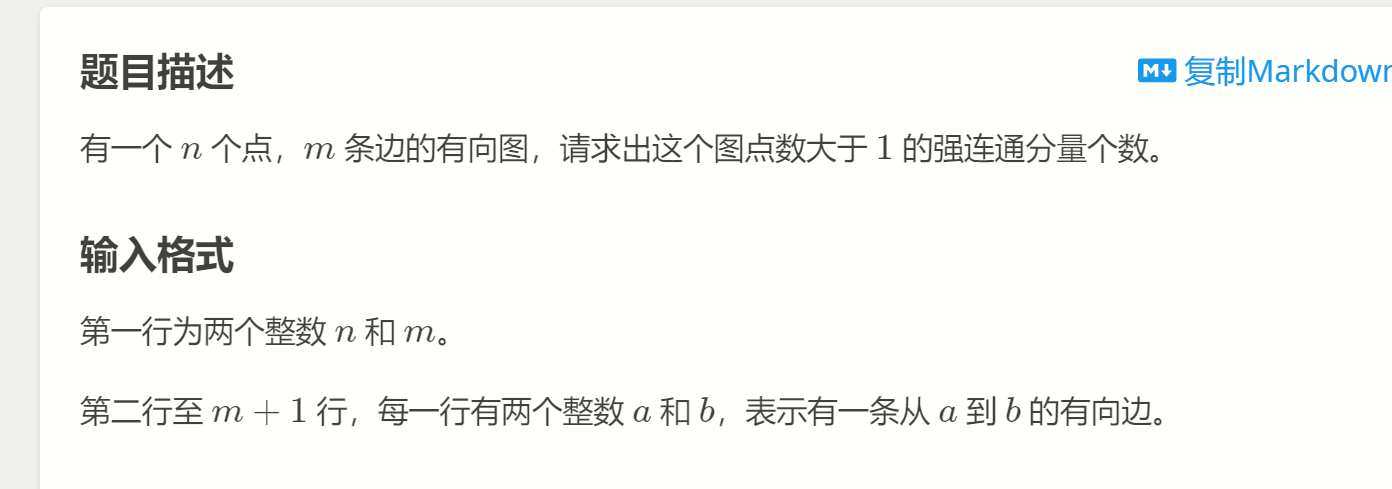 题目描述
M↓ 复制Markdown
有一个 n 个点，m 条边的有向图，请求出这个图点数大于 1 的强连通分量个数。
输入格式
第一行为两个整数 n 和 m。
第二行至 m + 1 行，每一行有两个整数 a 和 b，表示有一条从 a 到 b 的有向边。